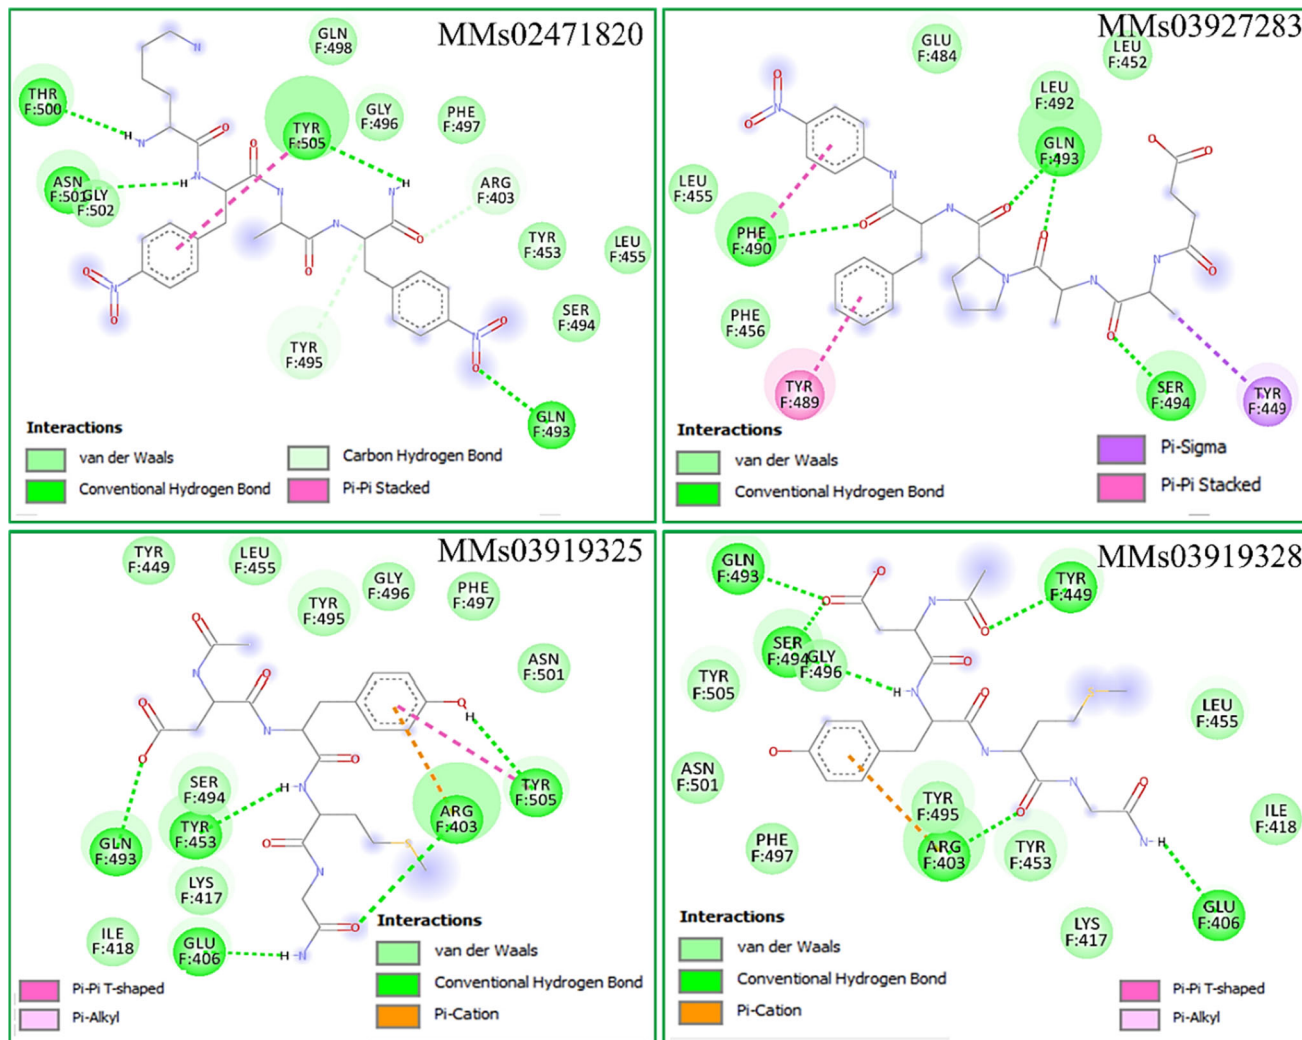 MMs02471820
GLN
F:498
THR
F:500
TYR
F:505
GLY
F:496
PHE
F:497
ASN
F:501
GLY
F:502
ARG
F:403
TYR
F:453
LEU
F:455
SER
F:494
TYR
F:495
GLN
F:493
Interactions
van der Waals
Conventional Hydrogen Bond
Carbon Hydrogen Bond
Pi-Pi Stacked
MMs03927283
GLU
F:484
LEU
F:452
LEU
F:492
GLN
F:493
LEU
F:455
PHE
F:490
PHE
F:456
TYR
F:489
SER
F:494
TYR
F:449
Interactions
van der Waals
Conventional Hydrogen Bond
Pi-Sigma
Pi-Pi Stacked
MMs03919325
TYR
F:449
LEU
F:455
TYR
F:495
GLY
F:496
PHE
F:497
ASN
F:501
SER
F:494
TYR
F:453
GLN
F:493
ARG
F:403
TYR
F:505
LYS
F:417
ILE
F:418
GLU
F:406
Interactions
van der Waals
Conventional Hydrogen Bond
Pi-Cation
Pi-Pi T-shaped
Pi-Alkyl
MMs03919328
GLN
F:493
TYR
F:449
SER
F:494
GLY
F:496
TYR
F:505
LEU
F:455
ASN
F:501
TYR
F:495
ARG
F:403
TYR
F:453
ILE
F:418
PHE
F:497
LYS
F:417
GLU
F:406
Interactions
van der Waals
Conventional Hydrogen Bond
Pi-Cation
Pi-Pi T-shaped
Pi-Alkyl